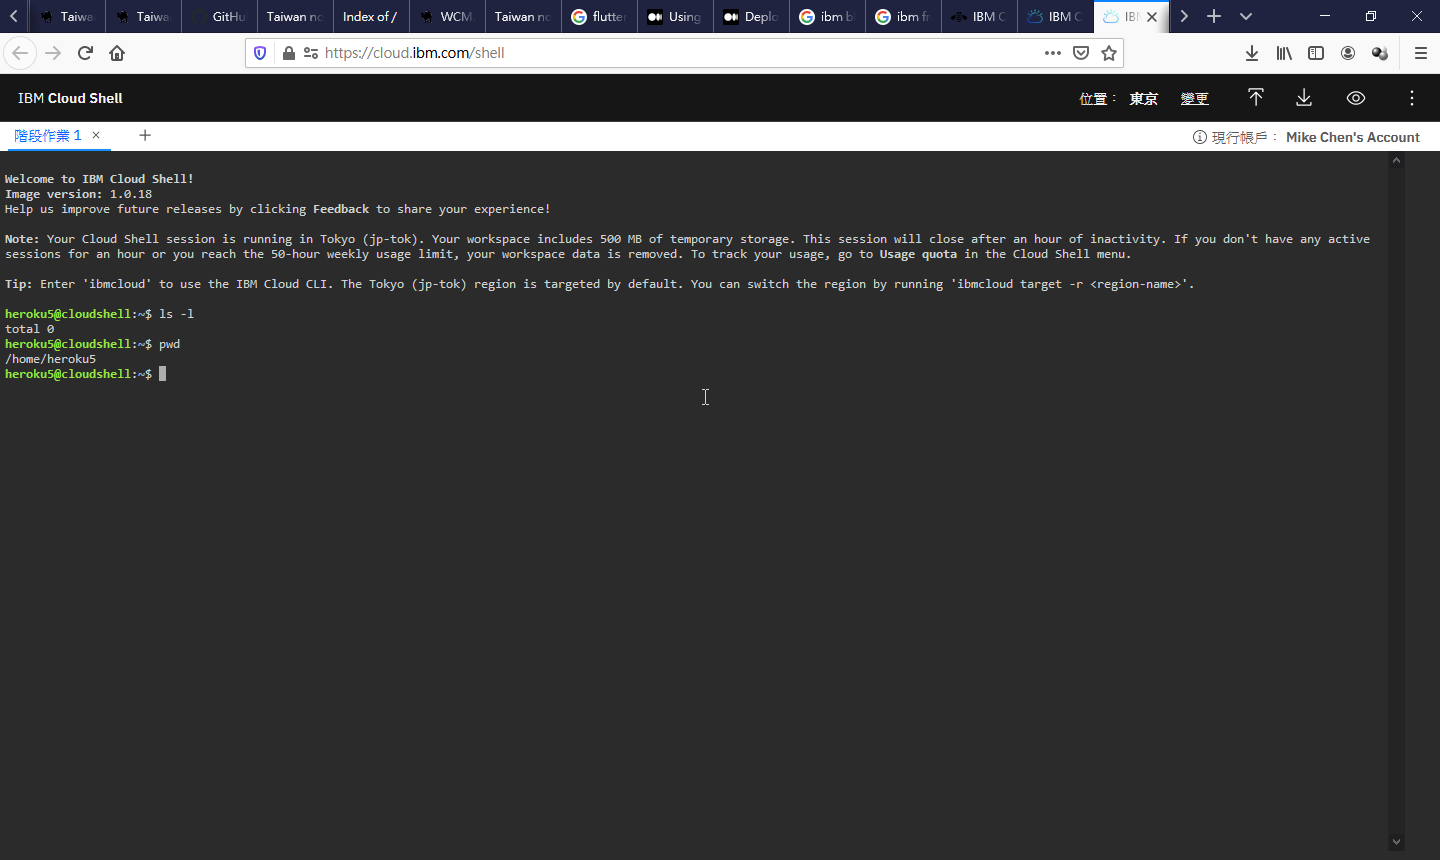 Taiwa
Taiwa
GitHu
Taiwan no
Index of /
WCM
Taiwan no
flutter
Using
Deplo
ibm b
ibm fr
IBM C
IBM C
IB
https://cloud.ibm.com/shell
IBM Cloud Shell
位置： 東京 變更
階段作業 1
現行帳戶： Mike Chen's Account
Welcome to IBM Cloud Shell!
Image version: 1.0.18
Help us improve future releases by clicking Feedback to share your experience!
Note: Your Cloud Shell session is running in Tokyo (jp-tok). Your workspace includes 500 MB of temporary storage. This session will close after an hour of inactivity. If you don't have any active
sessions for an hour or you reach the 50-hour weekly usage limit, your workspace data is removed. To track your usage, go to Usage quota in the Cloud Shell menu.
Tip: Enter 'ibmcloud' to use the IBM Cloud CLI. The Tokyo (jp-tok) region is targeted by default. You can switch the region by running 'ibmcloud target -r <region-name>'.
heroku5@cloudshell:~$ ls -l
total 0
heroku5@cloudshell:~$ pwd
/home/heroku5
heroku5@cloudshell:~$